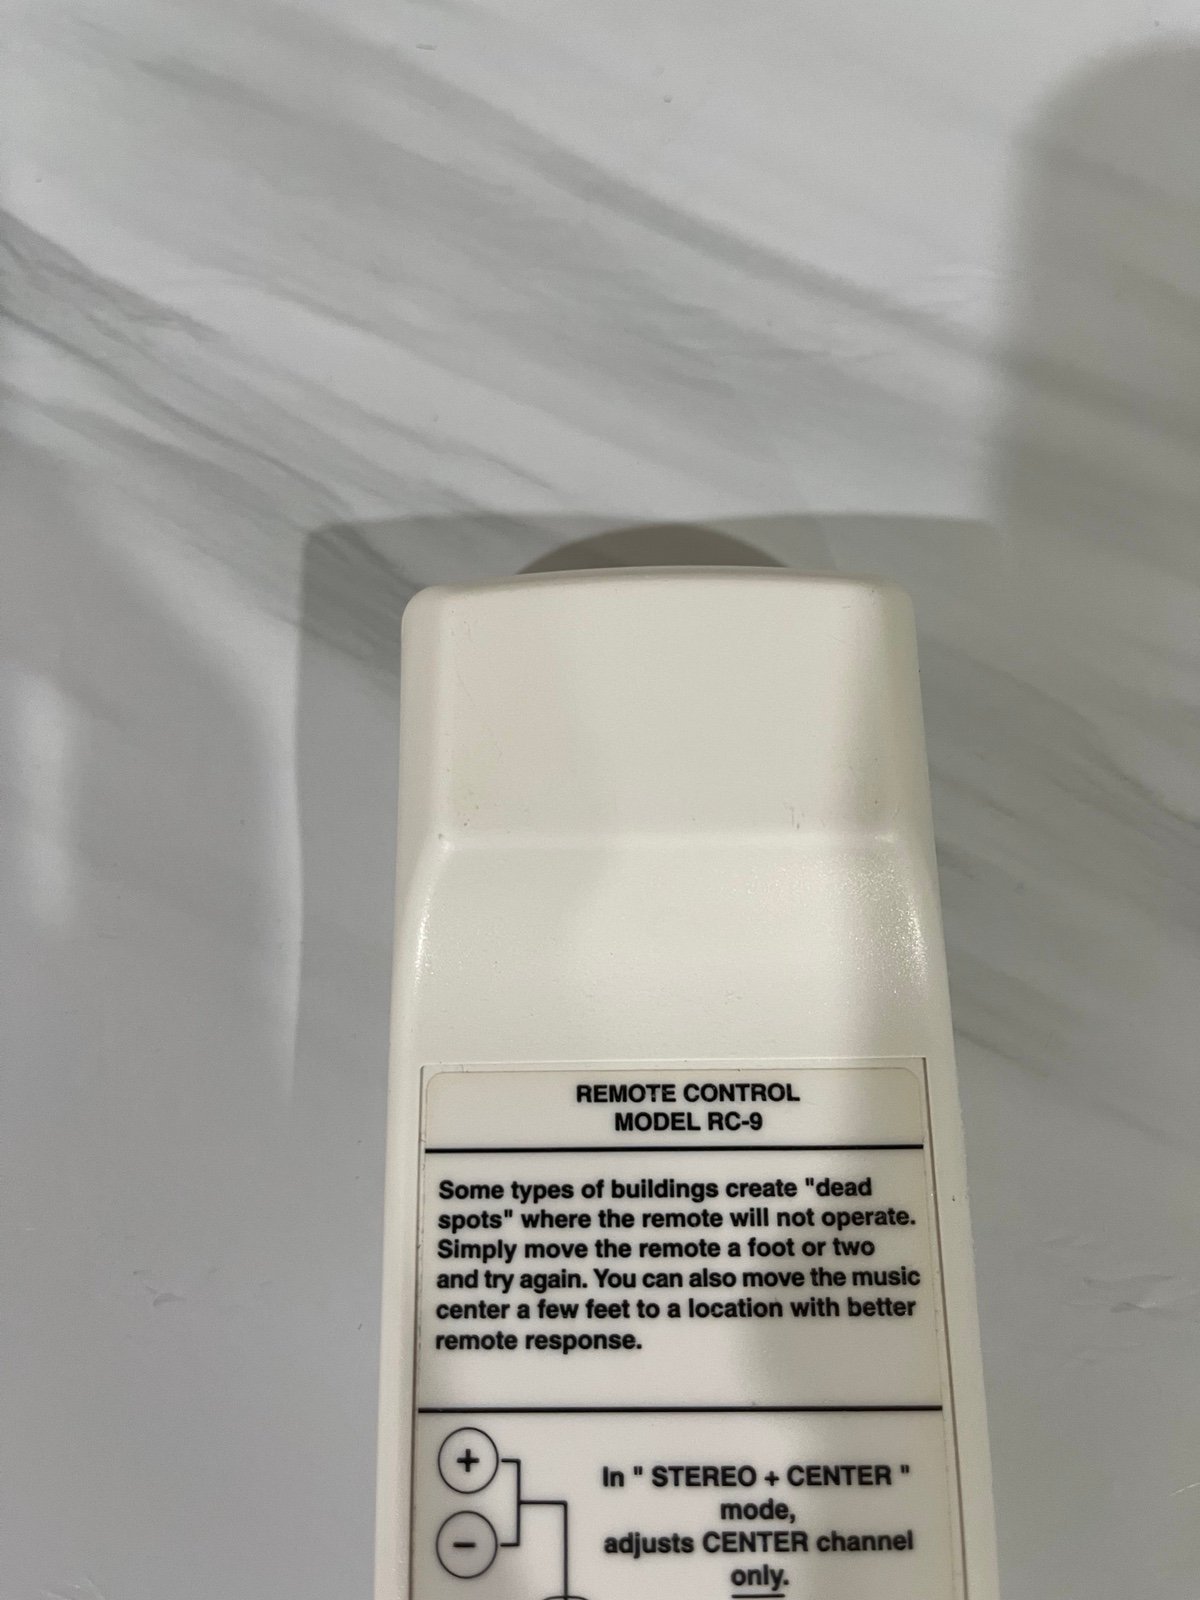 REMOTE CONTROL
MODEL RC-9
Some types of buildings create "dead
spots" where the remote will not operate.
Simply move the remote a foot or two
and try again. You can also move the music
center a few feet to a location with better
remote response.
+
−
In " STEREO + CENTER "
mode,
adjusts CENTER channel
only.